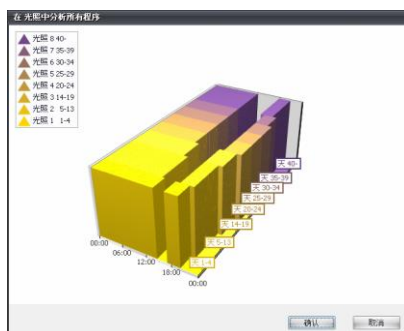 在 光照中分析所有程序
光照 8 40-
光照 7 35-39
光照 6 30-34
光照 5 25-29
光照 4 20-24
光照 3 14-19
光照 2 5-13
光照 1 1-4
天 40-
天 35-39
天 30-34
天 25-29
天 20-24
天 14-19
天 5-13
天 1-4
00:00
06:00
12:00
18:00
00:00
确认
取消